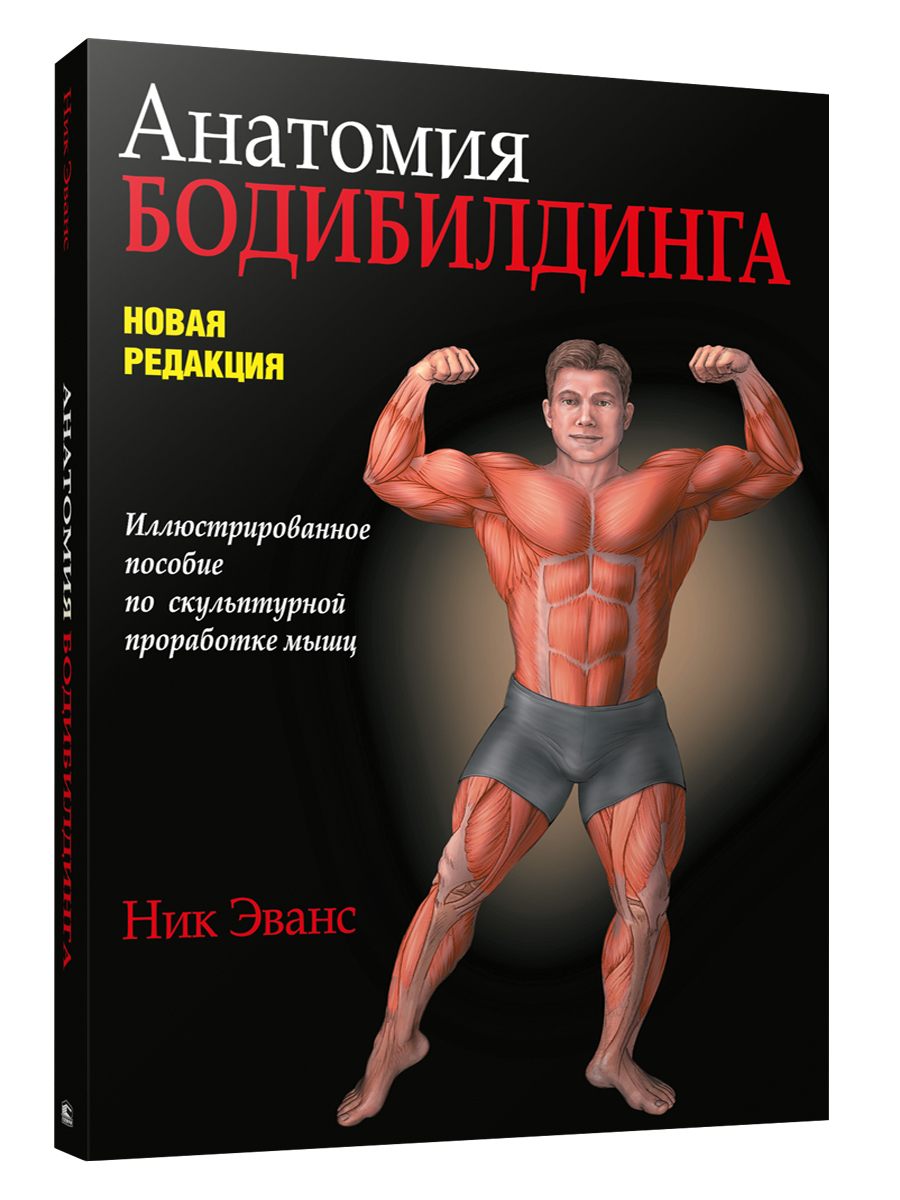 Анатомия
БОДИБИЛДИНГА
НОВАЯ
РЕДАКЦИЯ
Иллюстрированное
пособие
по скульптурной
проработке мышц
Ник Эванс
Ник Эванс
АНАТОМИЯ БОДИБИЛДИНГА